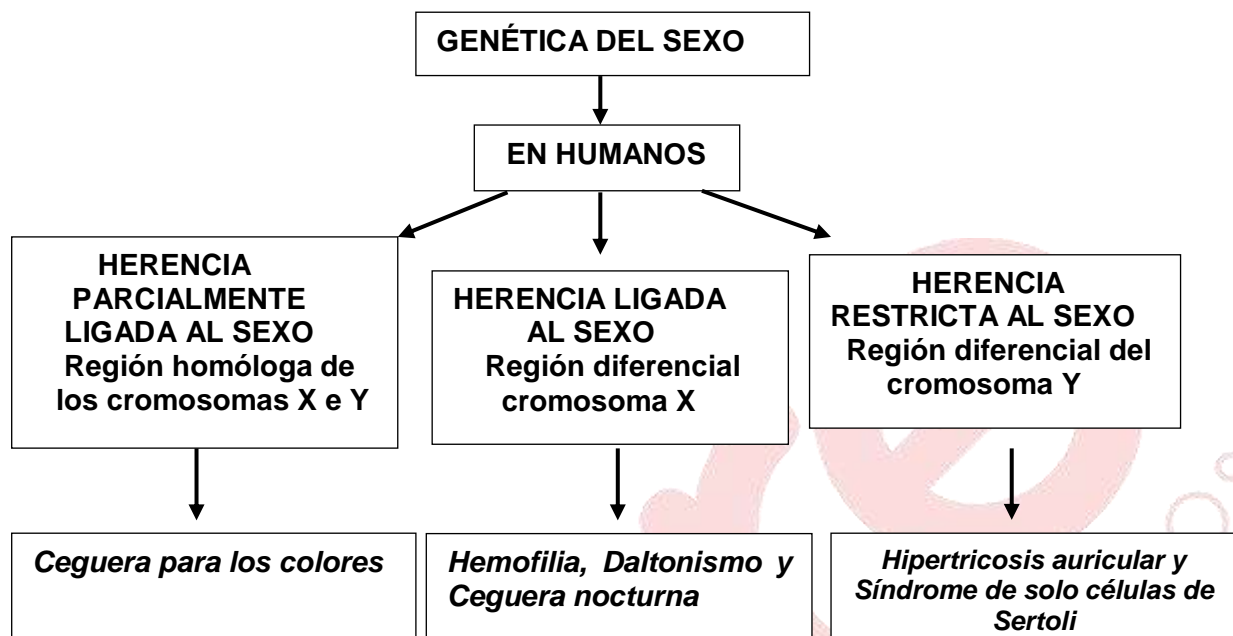 GENÉTICA DEL SEXO
EN HUMANOS
HERENCIA
PARCIALMENTE
LIGADA AL SEXO
Región homóloga de
los cromosomas X e Y
HERENCIA LIGADA
AL SEXO
Región diferencial
cromosoma X
HERENCIA
RESTRICTA AL SEXO
Región diferencial del
cromosoma Y
Ceguera para los colores
Hemofilia, Daltonismo y
Ceguera nocturna
Hipertricosis auricular y
Síndrome de solo células de
Sertoli